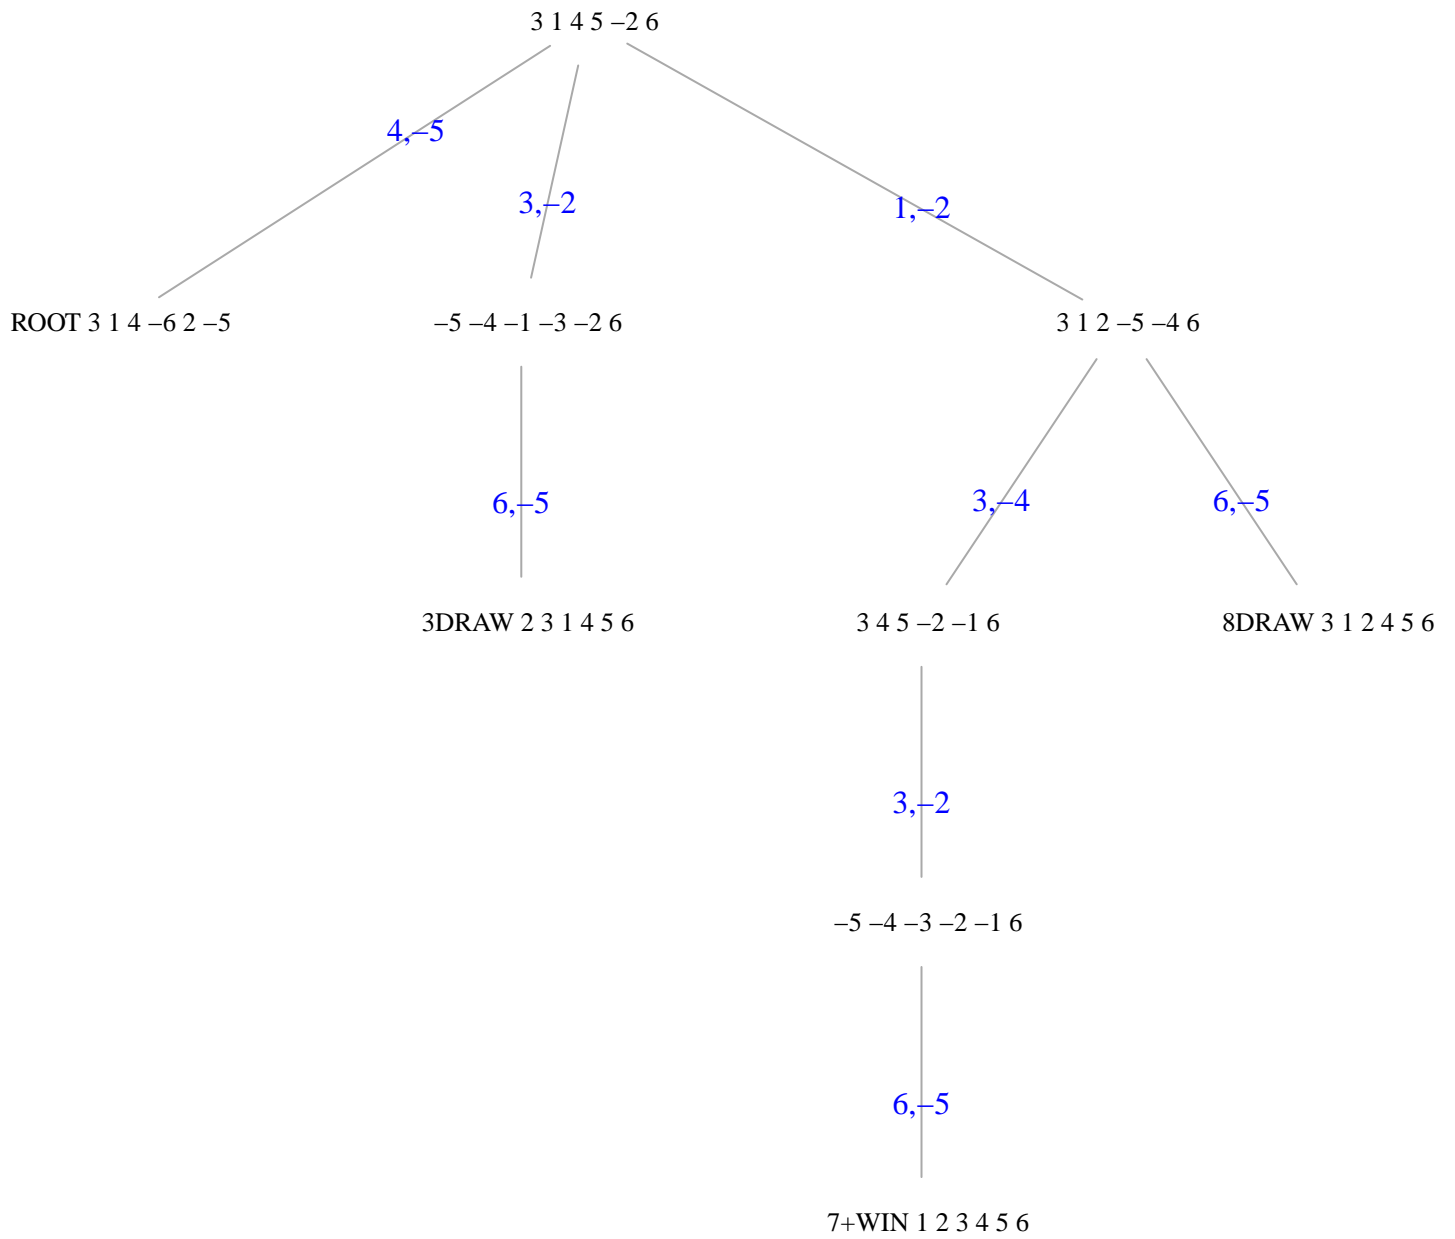 3 1 4 5 –2 6
4,–5
3,–2
1,–2
ROOT 3 1 4 –6 2 –5
–5 –4 –1 –3 –2 6
3 1 2 –5 –4 6
6,–5
3,–4
6,–5
3DRAW 2 3 1 4 5 6
3 4 5 –2 –1 6
8DRAW 3 1 2 4 5 6
3,–2
–5 –4 –3 –2 –1 6
6,–5
7+WIN 1 2 3 4 5 6